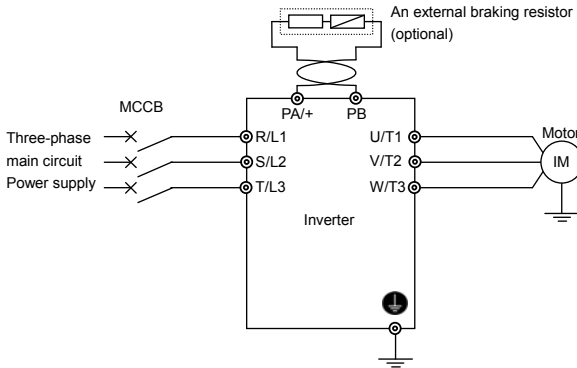 An external braking resistor
(optional)
MCCB
PA/+ PB
Three-phase
main circuit
Power supply
R/L1
S/L2
T/L3
U/T1
V/T2
W/T3
Motor
IM
Inverter